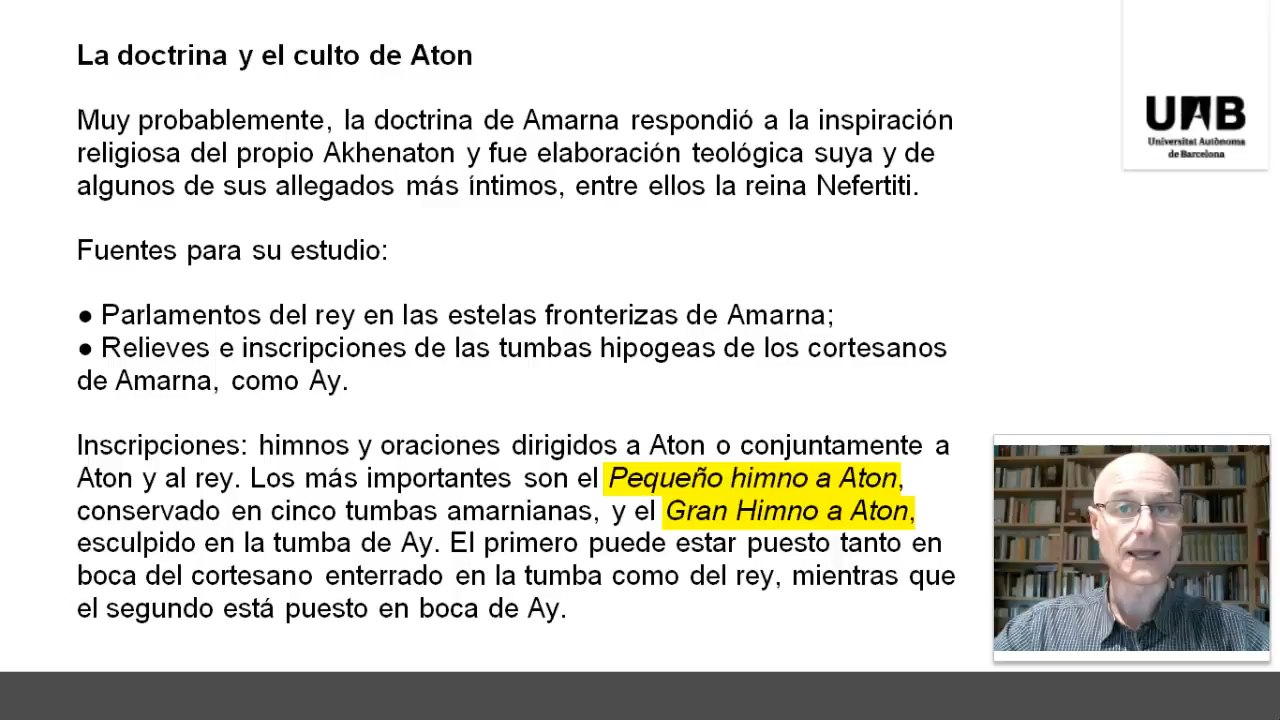 La doctrina y el culto de Aton
Muy probablemente, la doctrina de Amarna respondió a la inspiración
religiosa del propio Akhenaton y fue elaboración teológica suya y de
algunos de sus allegados más íntimos, entre ellos la reina Nefertiti.
Fuentes para su estudio:
● Parlamentos del rey en las estelas fronterizas de Amarna;
● Relieves e inscripciones de las tumbas hipogeas de los cortesanos
de Amarna, como Ay.
Inscripciones: himnos y oraciones dirigidos a Aton o conjuntamente a
Aton y al rey. Los más importantes son el Pequeño himno a Aton,
conservado en cinco tumbas amarnianas, y el Gran Himno a Aton,
esculpido en la tumba de Ay. El primero puede estar puesto tanto en
boca del cortesano enterrado en la tumba como del rey, mientras que
el segundo está puesto en boca de Ay.
UAB
Universitat Autònoma
de Barcelona